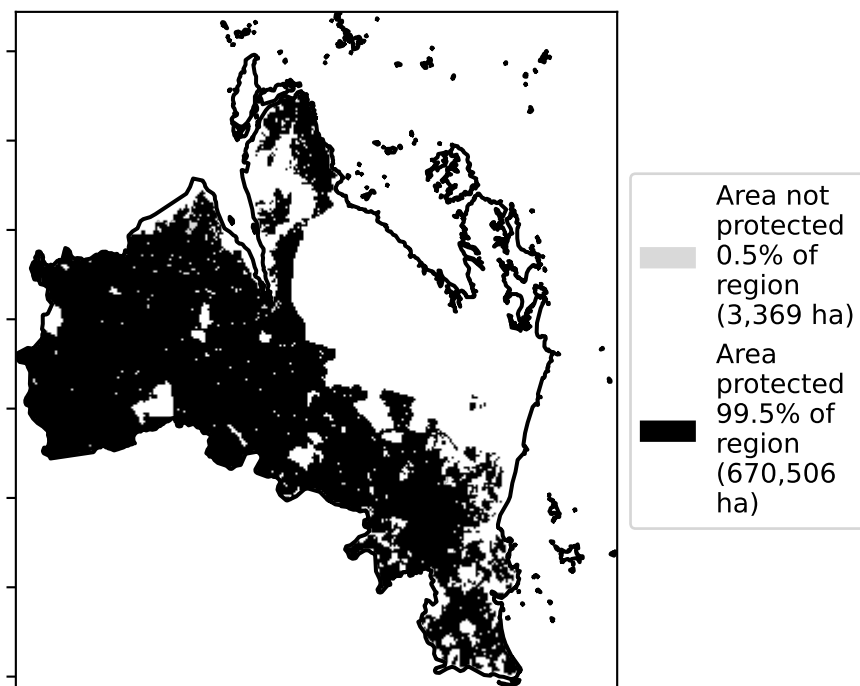 Area not
protected
0.5% of
region
(3,369 ha)
Area
protected
99.5% of
region
(670,506
ha)